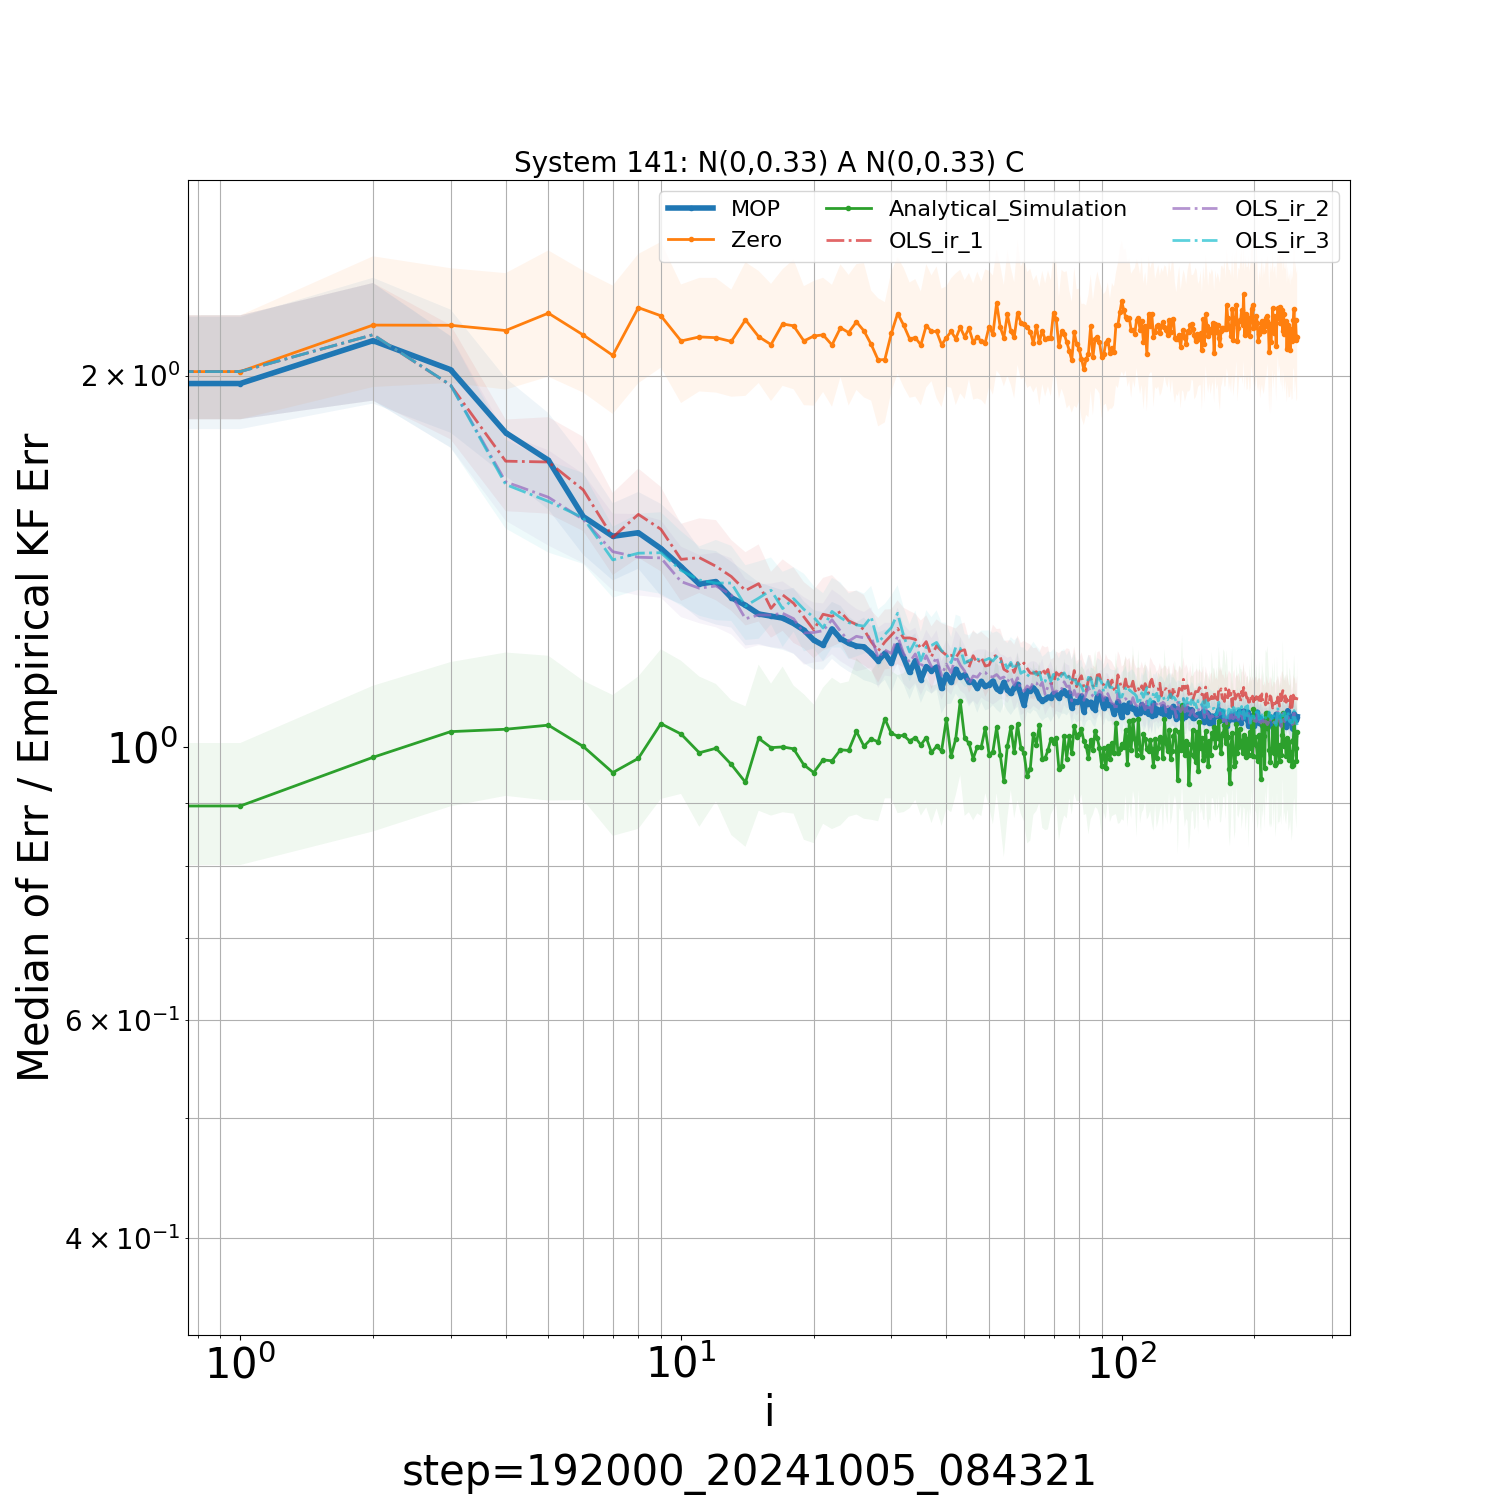 System 141: N(0,0.33) A N(0,0.33) C
MOP
Zero
Analytical_Simulation
OLS_ir_1
OLS_ir_2
OLS_ir_3
Median of Err / Empirical KF Err
2 × 10⁰
10⁰
6 × 10⁻¹
4 × 10⁻¹
10⁰ 10¹ 10²
i
step=192000_20241005_084321